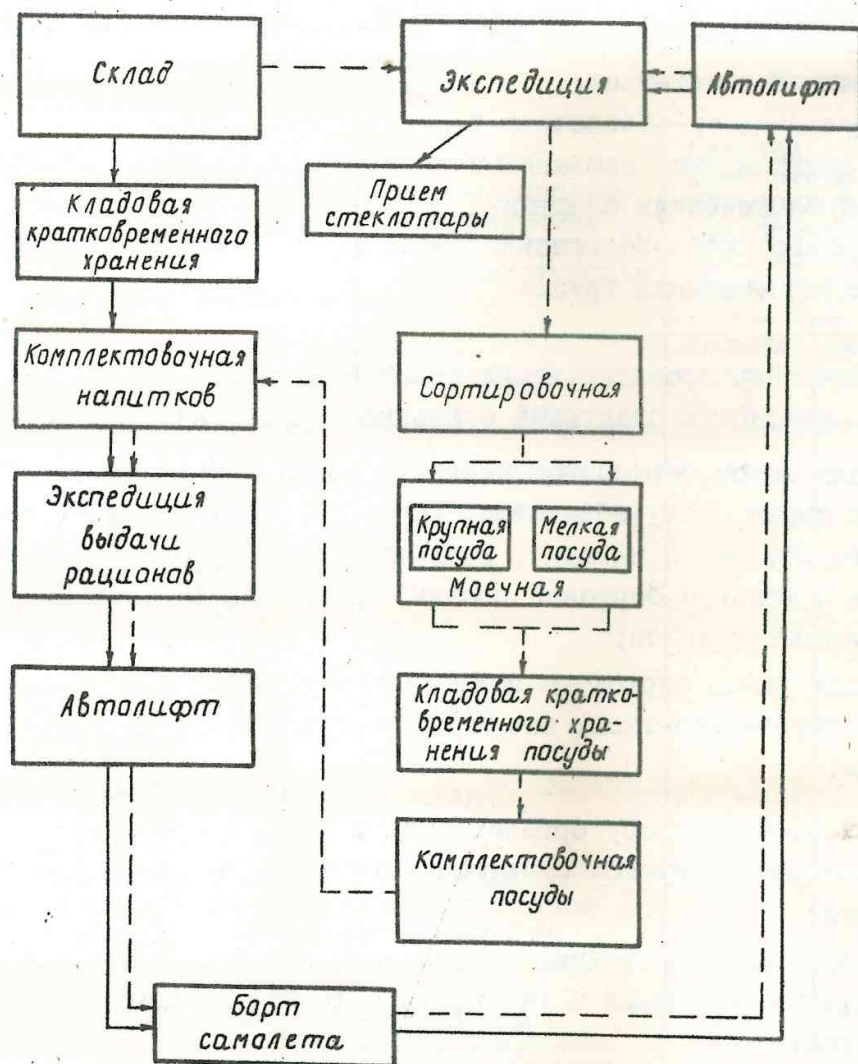 Склад
Экспедиция
Автолифт
Прием
стеклотары
Кладовая
кратковременного
хранения
Комплектовочная
напитков
Сортировочная
Экспедиция
выдачи
рационов
Крупная
посуда
Мелкая
посуда
Моечная
Автолифт
Кладовая кратко-
временного хра-
нения посуды
Комплектовочная
посуды
Борт
самолета